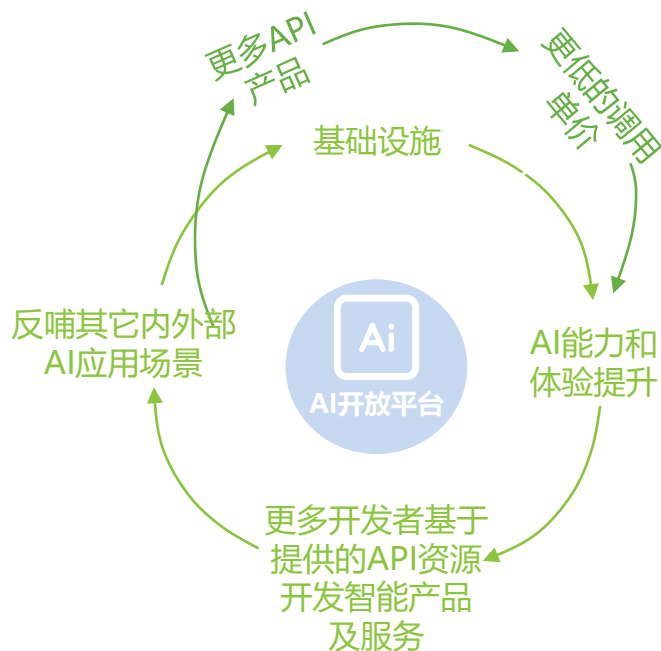 更多API
产品
更低的调用
单价
基础设施
反哺其它内外部
AI应用场景
Ai
AI开放平台
AI能力和
体验提升
更多开发者基于
提供的API资源
开发智能产品
及服务